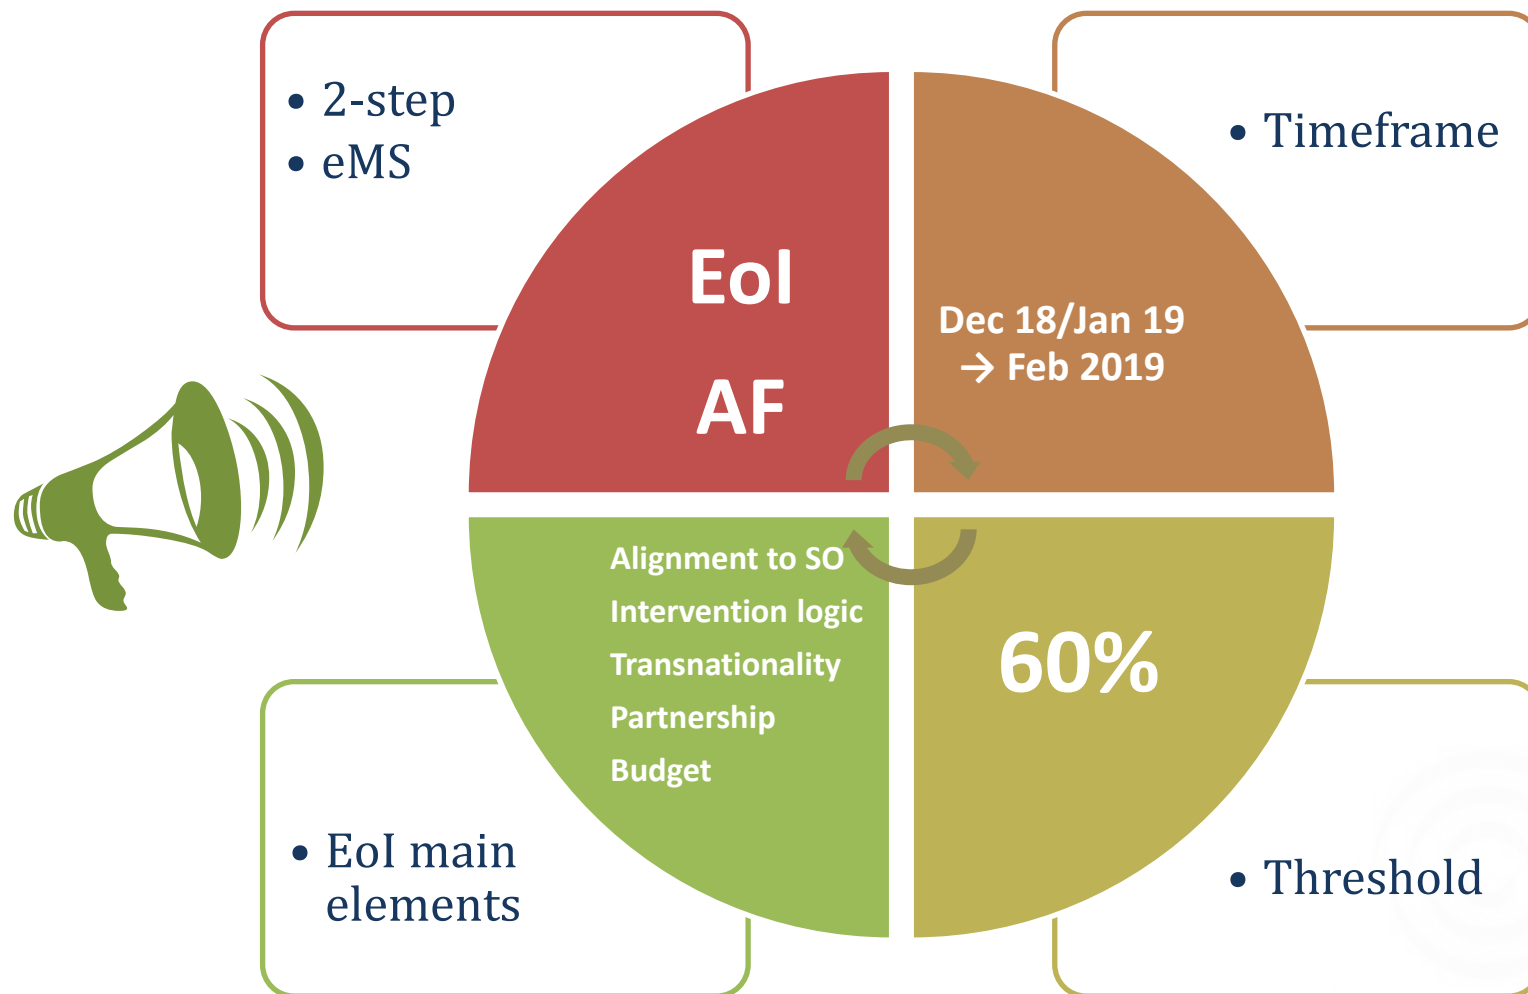 • 2-step
• eMS
EoI
AF
• Timeframe
Dec 18/Jan 19
→ Feb 2019
Alignment to SO
Intervention logic
Transnationality
Partnership
Budget
• EoI main
elements
60%
• Threshold